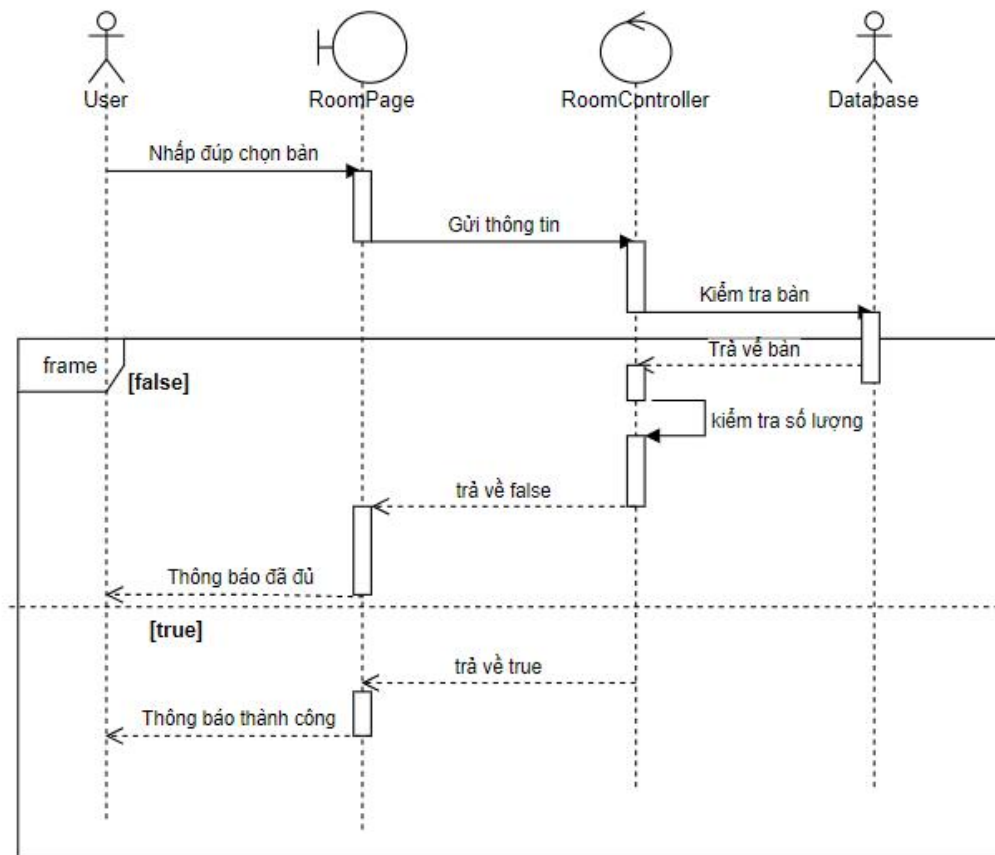 User
RoomPage
RoomController
Database
Nhấp đúp chọn bàn
Gửi thông tin
Kiểm tra bàn
Trả về bàn
frame
[false]
kiểm tra số lượng
trả về false
Thông báo đã đủ
[true]
trả về true
Thông báo thành công